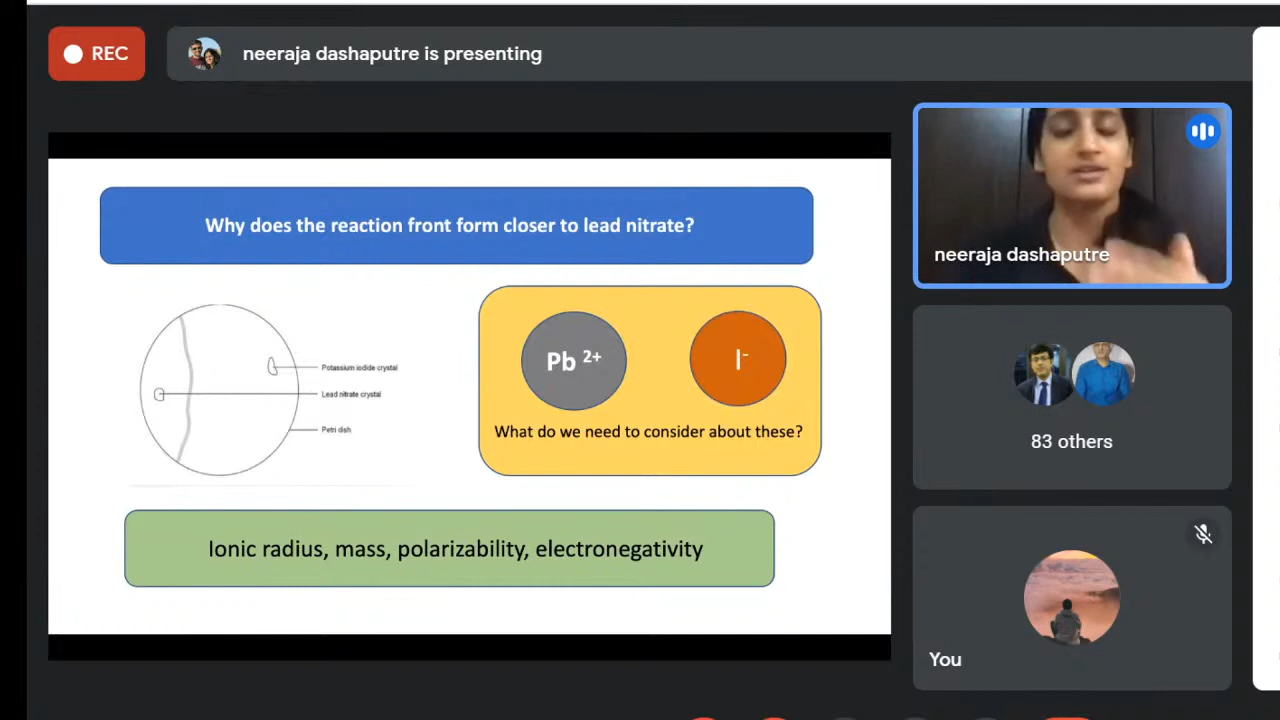 REC
neeraja dashaputre is presenting
Why does the reaction front form closer to lead nitrate?
Potassium iodide crystal
Lead nitrate crystal
Petri dish
Pb 2+
I-
What do we need to consider about these?
Ionic radius, mass, polarizability, electronegativity
neeraja dashaputre
83 others
You